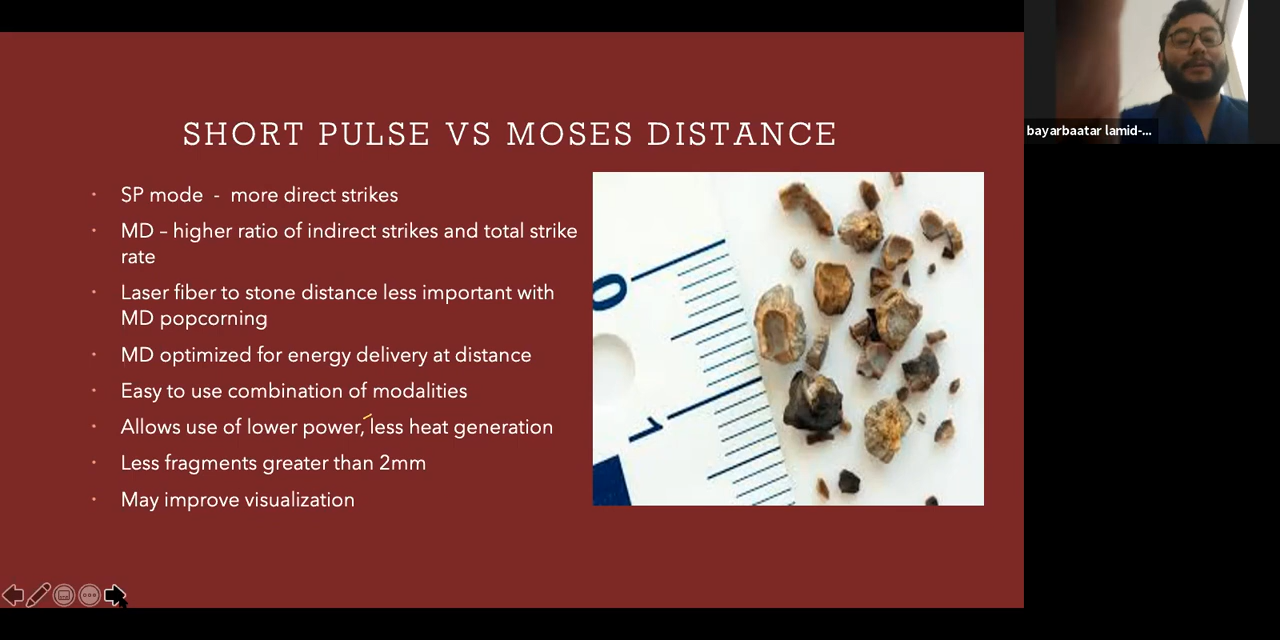 SHORT PULSE VS MOSES DISTANCE
• SP mode - more direct strikes
• MD – higher ratio of indirect strikes and total strike
rate
• Laser fiber to stone distance less important with
MD popcorning
• MD optimized for energy delivery at distance
• Easy to use combination of modalities
• Allows use of lower power, less heat generation
• Less fragments greater than 2mm
• May improve visualization
0
1
bayarbaatar lamid-...